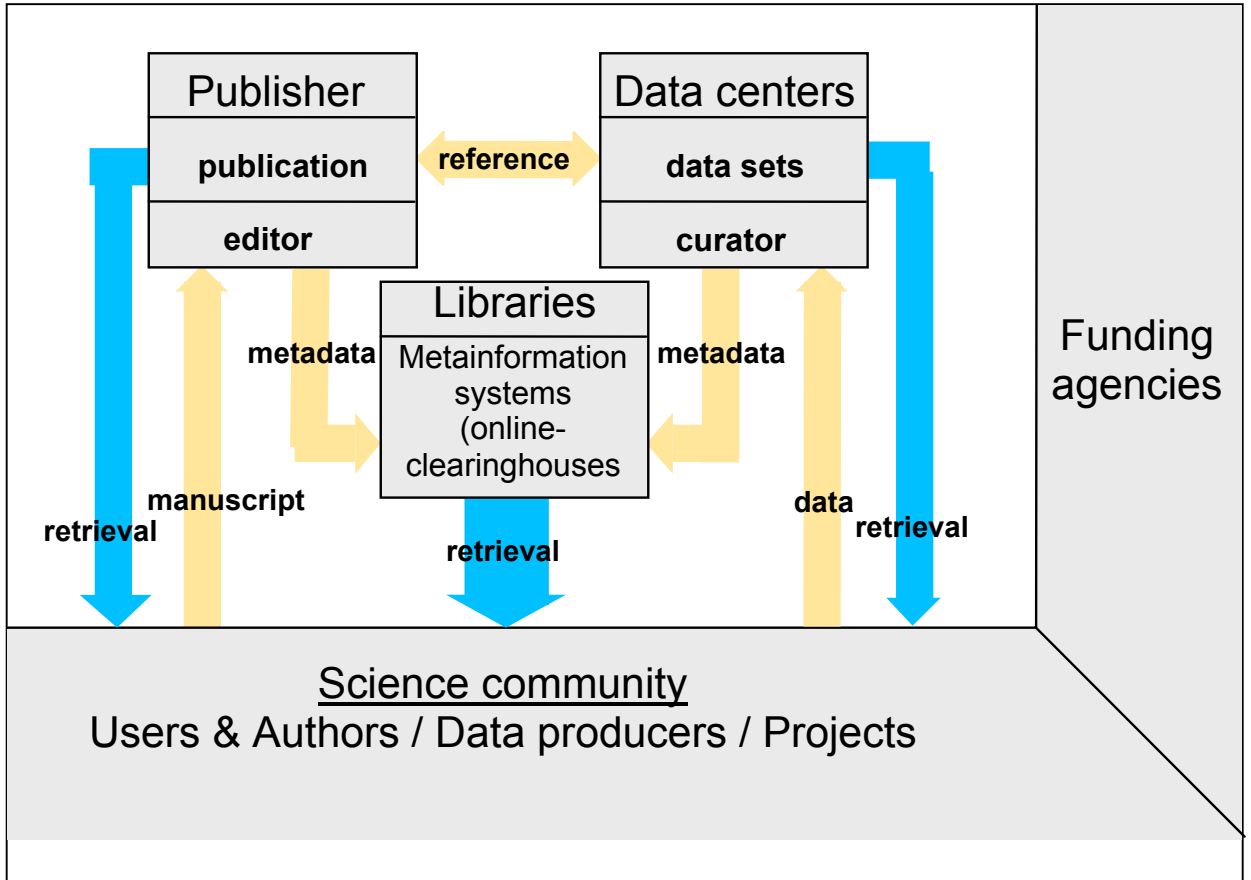 Publisher
publication
editor
reference
Data centers
data sets
curator
Libraries
Metainformation
systems
(online-
clearinghouses
metadata
metadata
manuscript
retrieval
retrieval
data
retrieval
Funding
agencies
Science community
Users & Authors / Data producers / Projects